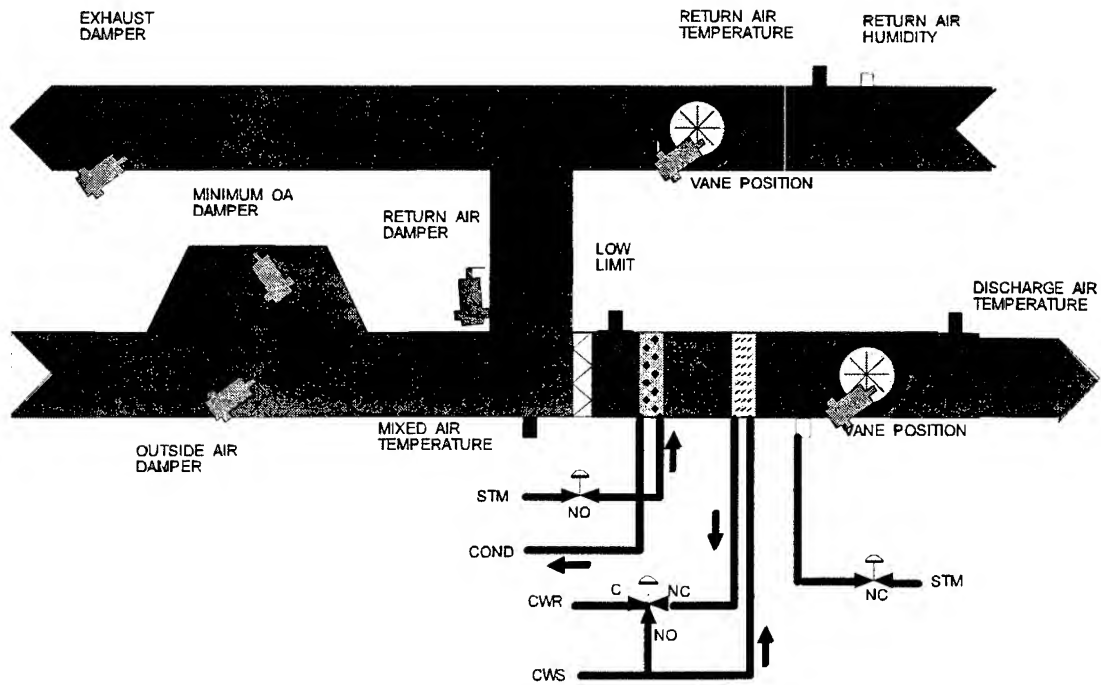 EXHAUST
DAMPER
RETURN AIR
TEMPERATURE
RETURN AIR
HUMIDITY
VANE POSITION
MINIMUM OA
DAMPER
RETURN AIR
DAMPER
LOW
LIMIT
DISCHARGE AIR
TEMPERATURE
OUTSIDE AIR
DAMPER
MIXED AIR
TEMPERATURE
VANE POSITION
STM
NO
COND
STM
NC
CWR
C
NC
NO
CWS